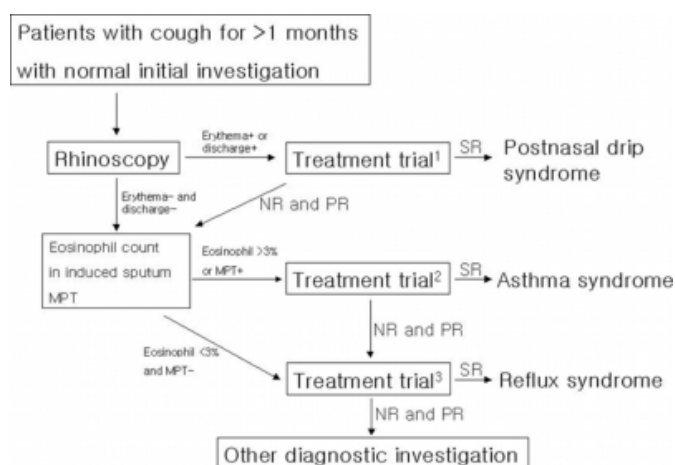 Patients with cough for >1 months
with normal initial investigation
Rhinoscopy
Erythema+ or
discharge+
Treatment trial¹
SR
Postnasal drip
syndrome
Erythema− and
discharge−
NR and PR
Eosinophil count
in induced sputum
MPT
Eosinophil >3%
or MPT+
Treatment trial²
SR
Asthma syndrome
NR and PR
Eosinophil <3%
and MPT−
Treatment trial³
SR
Reflux syndrome
NR and PR
Other diagnostic investigation